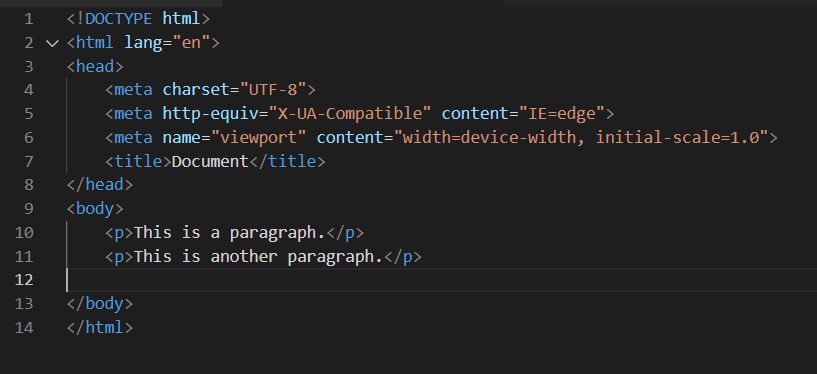 1 <!DOCTYPE html>
2 <html lang="en">
3 <head>
4     <meta charset="UTF-8">
5     <meta http-equiv="X-UA-Compatible" content="IE=edge">
6     <meta name="viewport" content="width=device-width, initial-scale=1.0">
7     <title>Document</title>
8 </head>
9 <body>
10     <p>This is a paragraph.</p>
11     <p>This is another paragraph.</p>
12
13 </body>
14 </html>